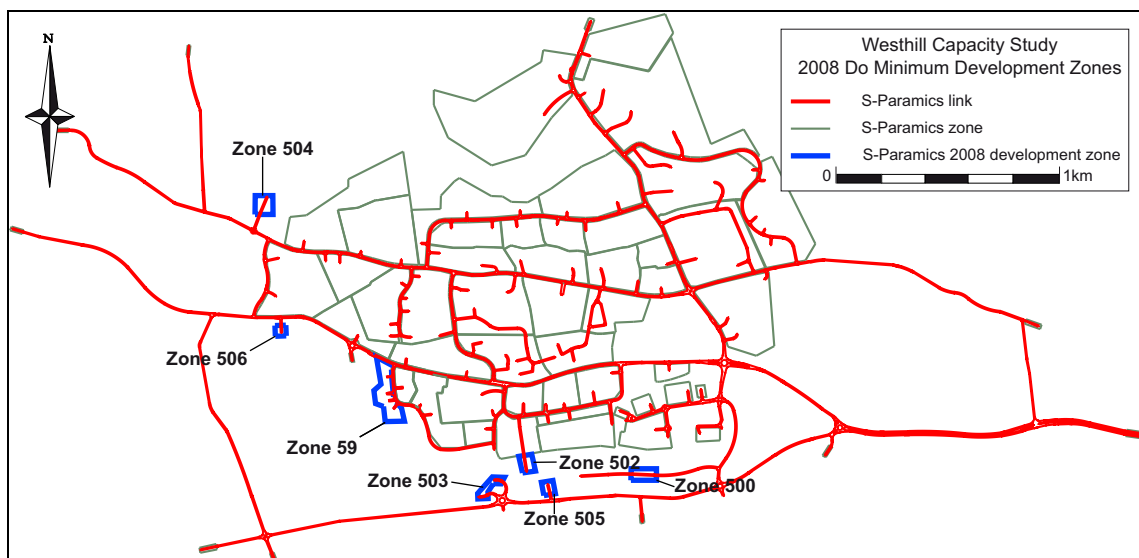 Westhill Capacity Study
2008 Do Minimum Development Zones
S-Paramics link
S-Paramics zone
S-Paramics 2008 development zone
0 1km
N
Zone 504
Zone 506
Zone 59
Zone 502
Zone 503
Zone 500
Zone 505